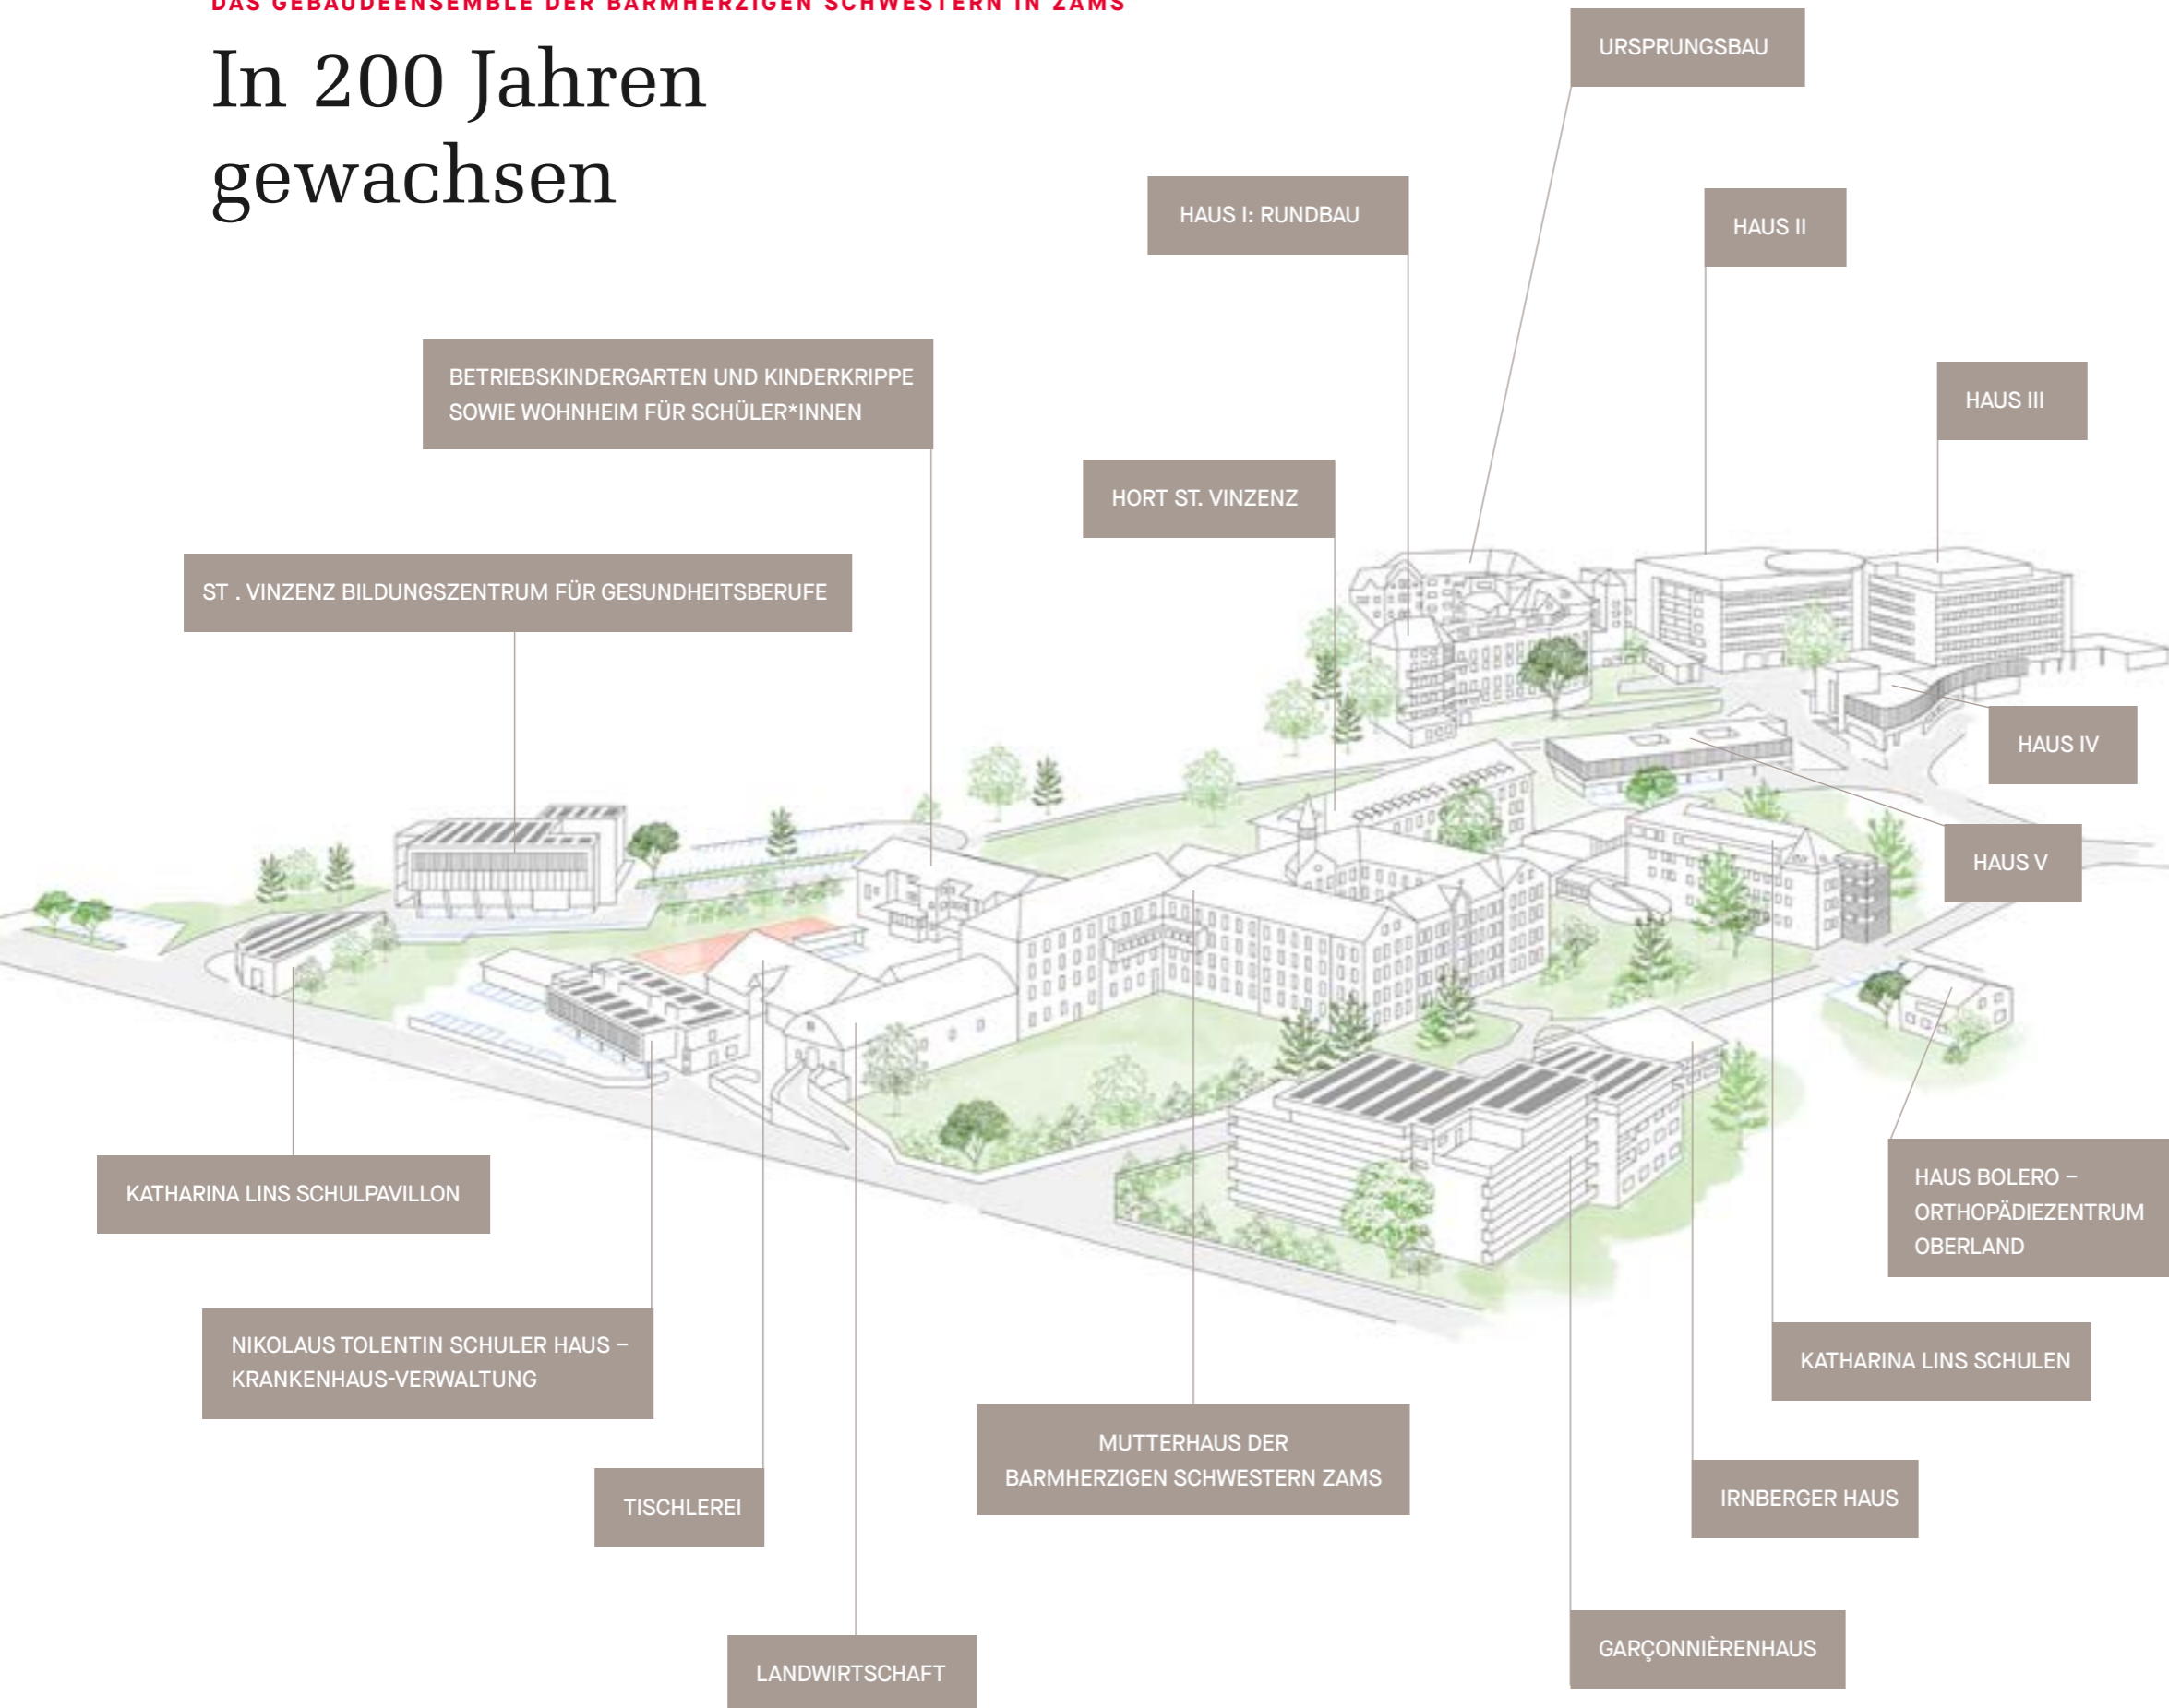 DAS GEBÄUDEENSEMBLE DER BARMHERZIGEN SCHWESTERN IN ZAMS
In 200 Jahren
gewachsen
URSPRUNGSBAU
HAUS I: RUNDBAU
HAUS II
BETRIEBSKINDERGARTEN UND KINDERKRIPPE
SOWIE WOHNHEIM FÜR SCHÜLER*INNEN
HAUS III
HORT ST. VINZENZ
ST . VINZENZ BILDUNGSZENTRUM FÜR GESUNDHEITSBERUFE
HAUS IV
HAUS V
KATHARINA LINS SCHULPAVILLON
HAUS BOLERO –
ORTHOPÄDIEZENTRUM
OBERLAND
NIKOLAUS TOLENTIN SCHULER HAUS –
KRANKENHAUS-VERWALTUNG
KATHARINA LINS SCHULEN
MUTTERHAUS DER
BARMHERZIGEN SCHWESTERN ZAMS
TISCHLEREI
IRNBERGER HAUS
GARÇONNIÈRENHAUS
LANDWIRTSCHAFT